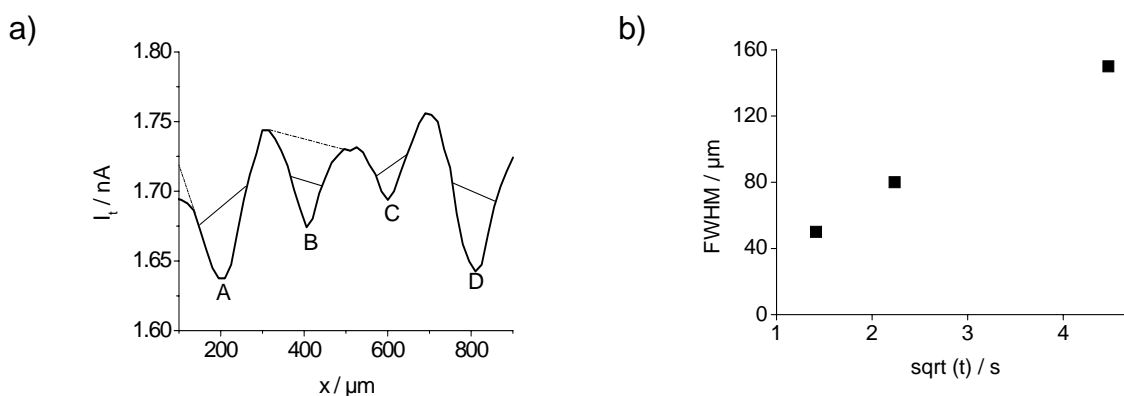 a)
1.80
1.75
1.70
1.65
1.60
I_t / nA
A
B
C
D
200
400
600
800
x / µm
b)
160
120
80
40
0
FWHM / µm
1
2
3
4
sqrt (t) / s